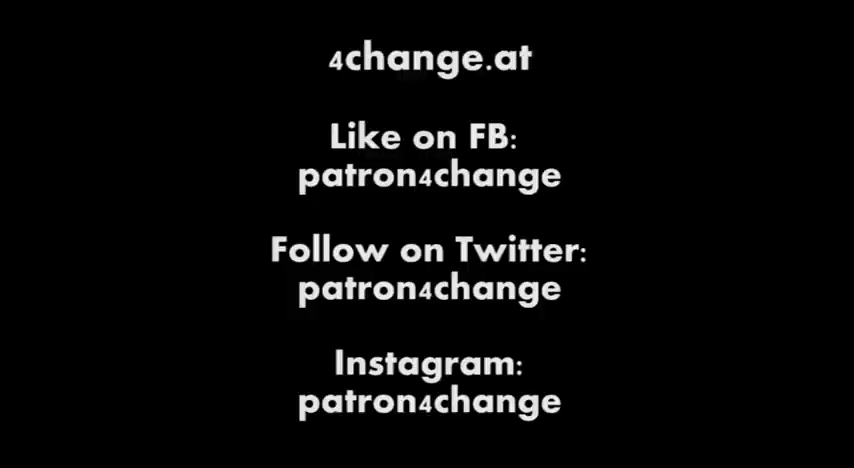 4change.at
Like on FB:
patron4change
Follow on Twitter:
patron4change
Instagram:
patron4change